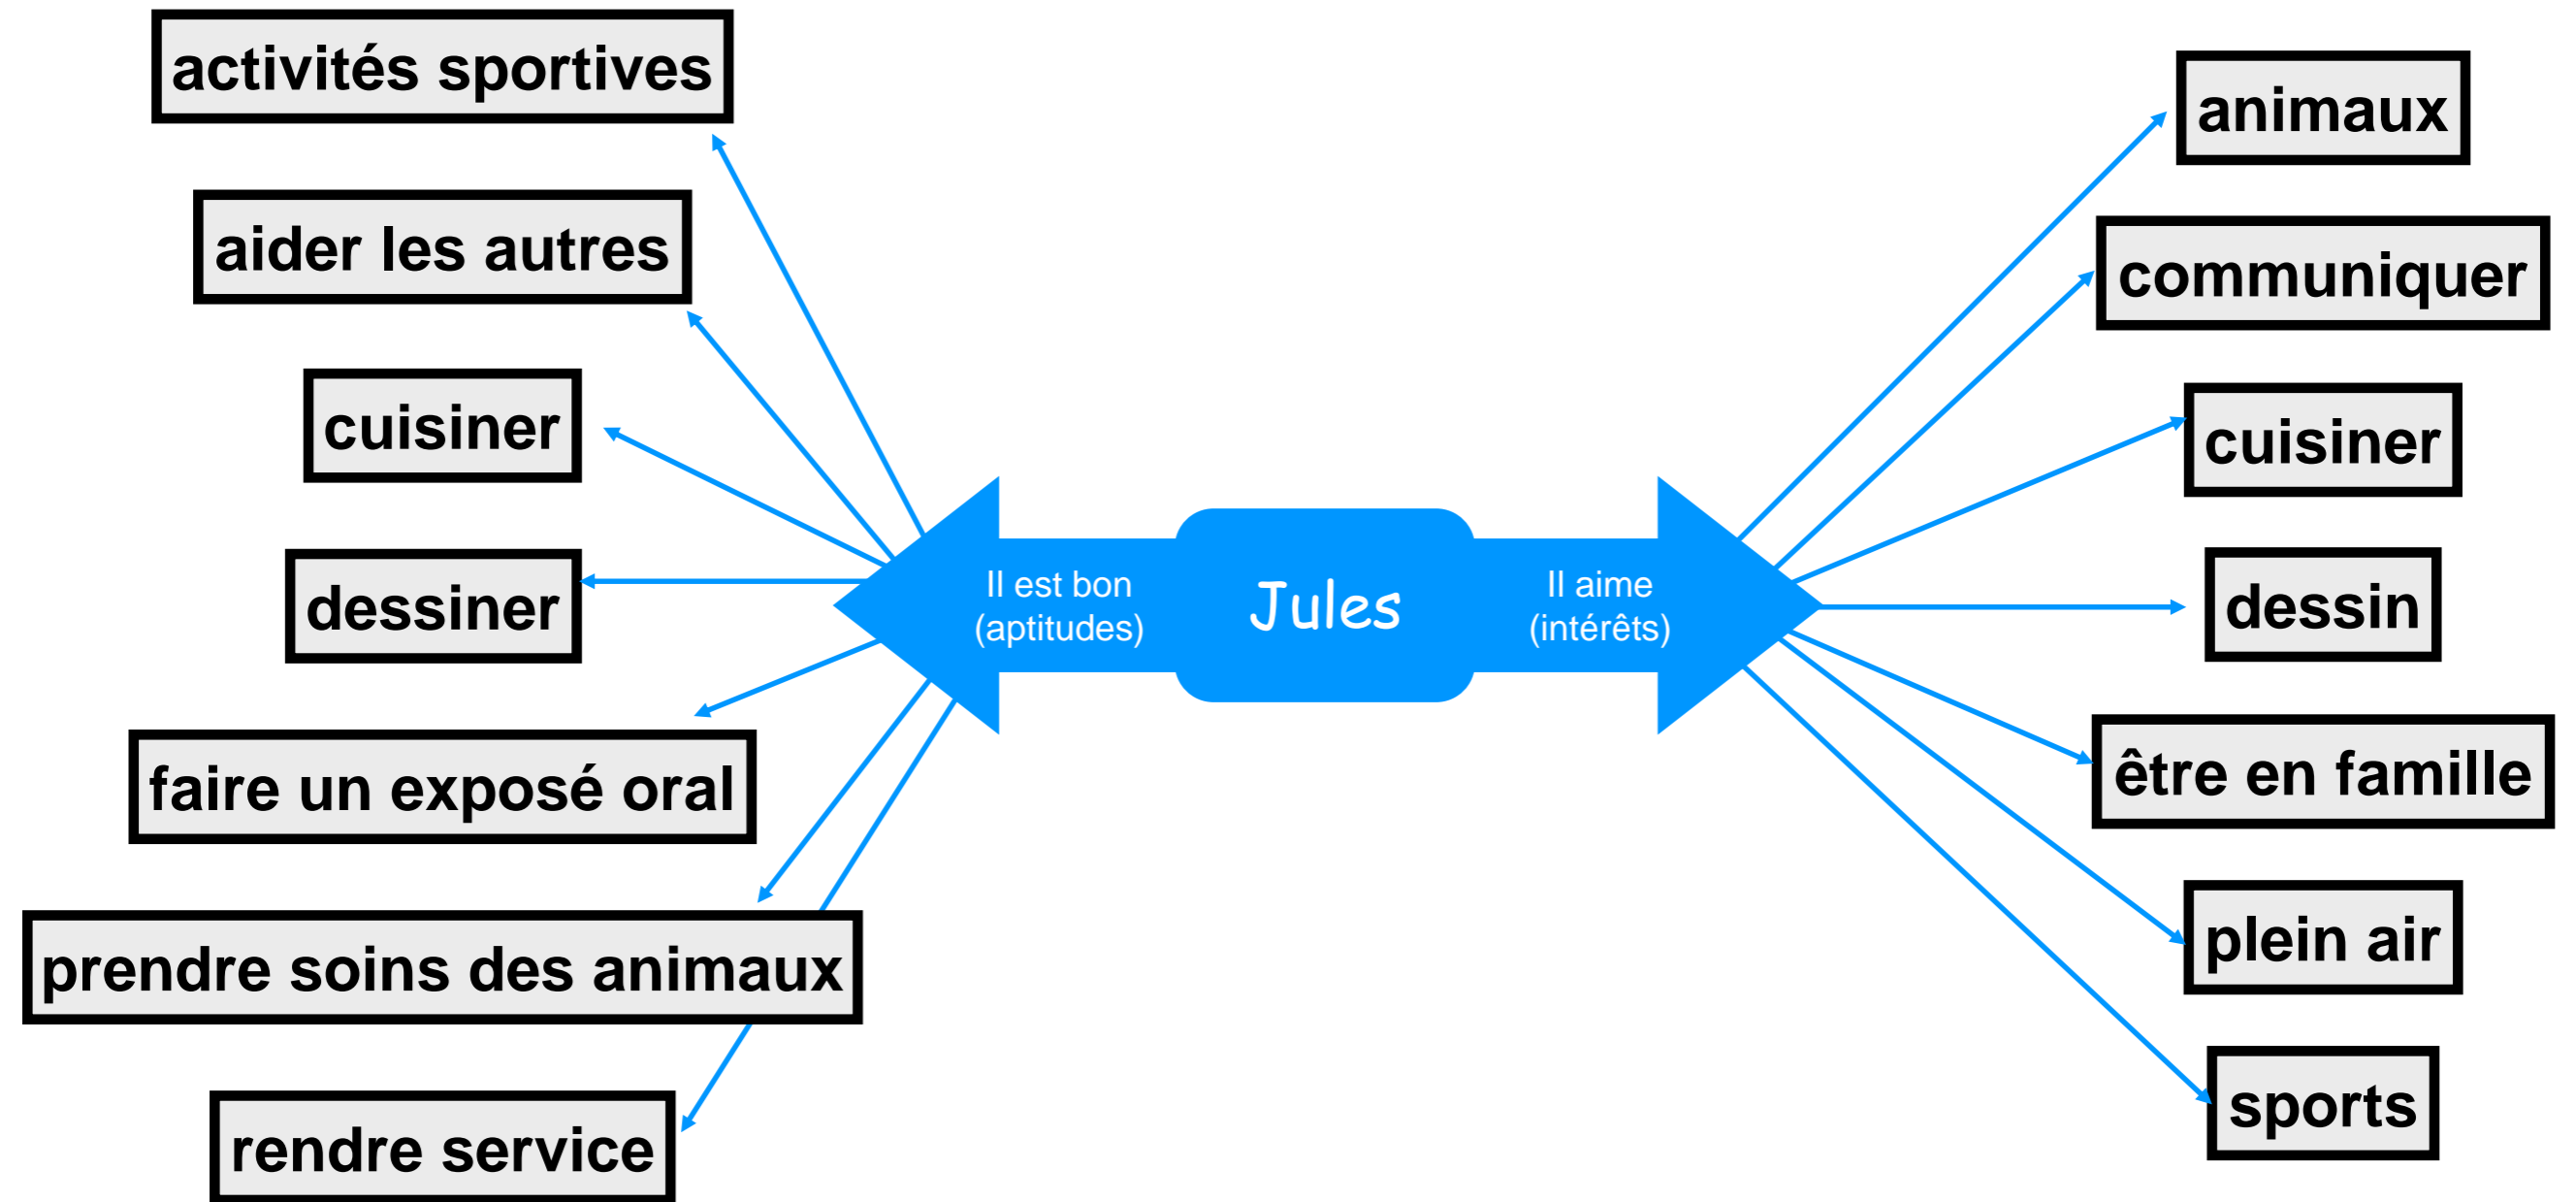 activités sportives
aider les autres
cuisiner
dessiner
faire un exposé oral
prendre soins des animaux
rendre service
Il est bon
(aptitudes)
Jules
Il aime
(intérêts)
animaux
communiquer
cuisiner
dessin
être en famille
plein air
sports